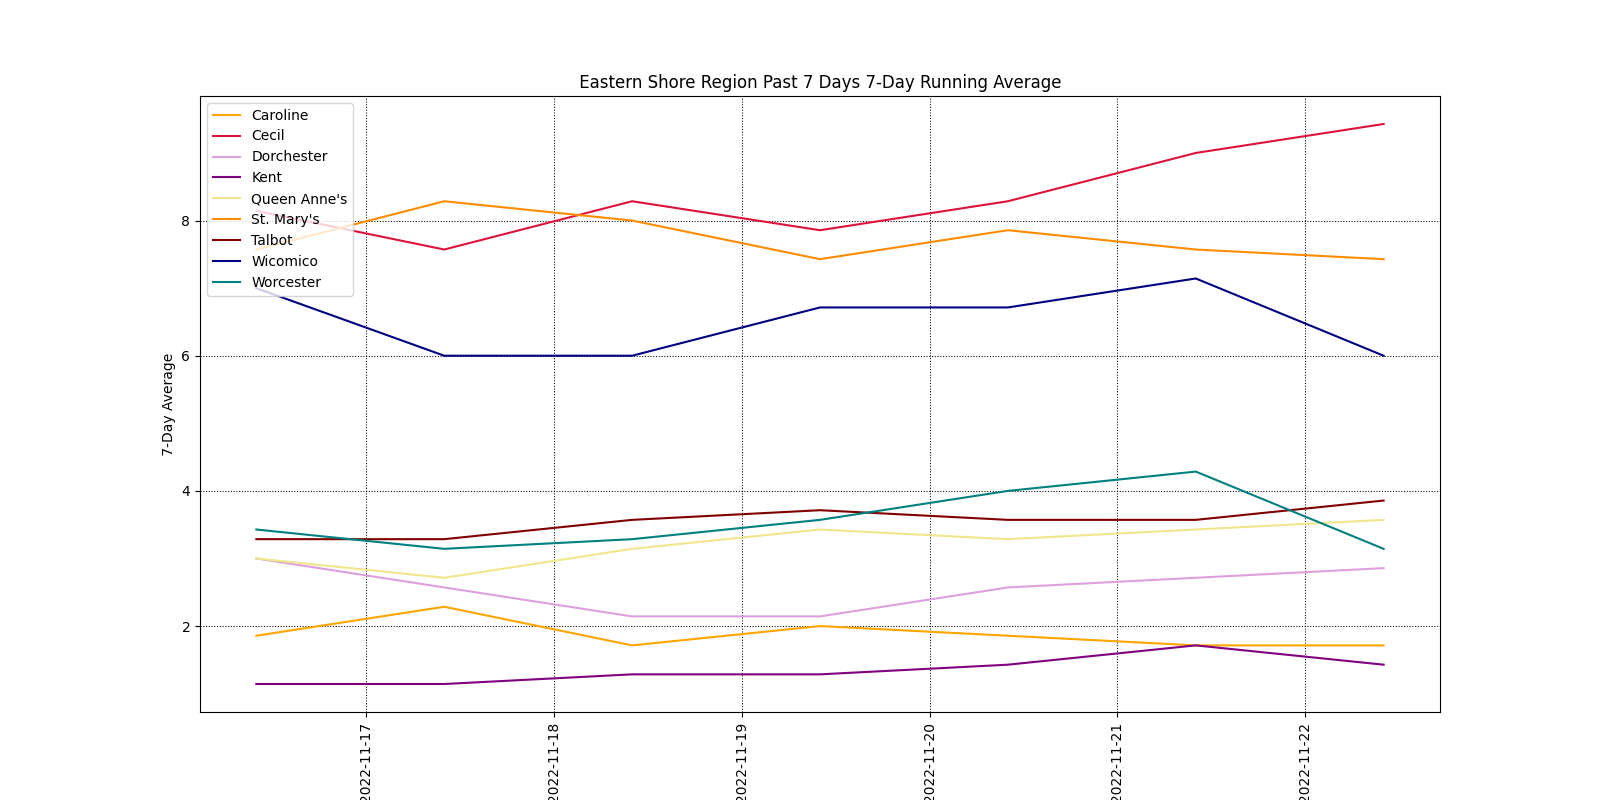 Eastern Shore Region Past 7 Days 7-Day Running Average
Caroline
Cecil
Dorchester
Kent
Queen Anne's
St. Mary's
Talbot
Wicomico
Worcester
7-Day Average
8
6
4
2
2022-11-17
2022-11-18
2022-11-19
2022-11-20
2022-11-21
2022-11-22